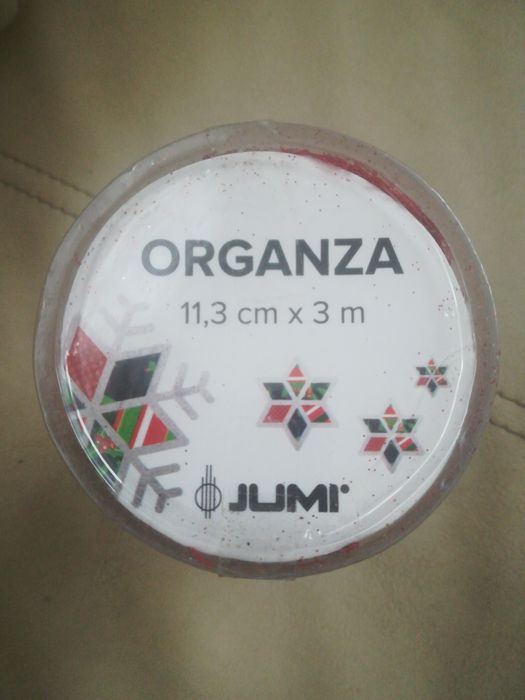 ORGANZA
11,3 cm x 3 m
JUMI